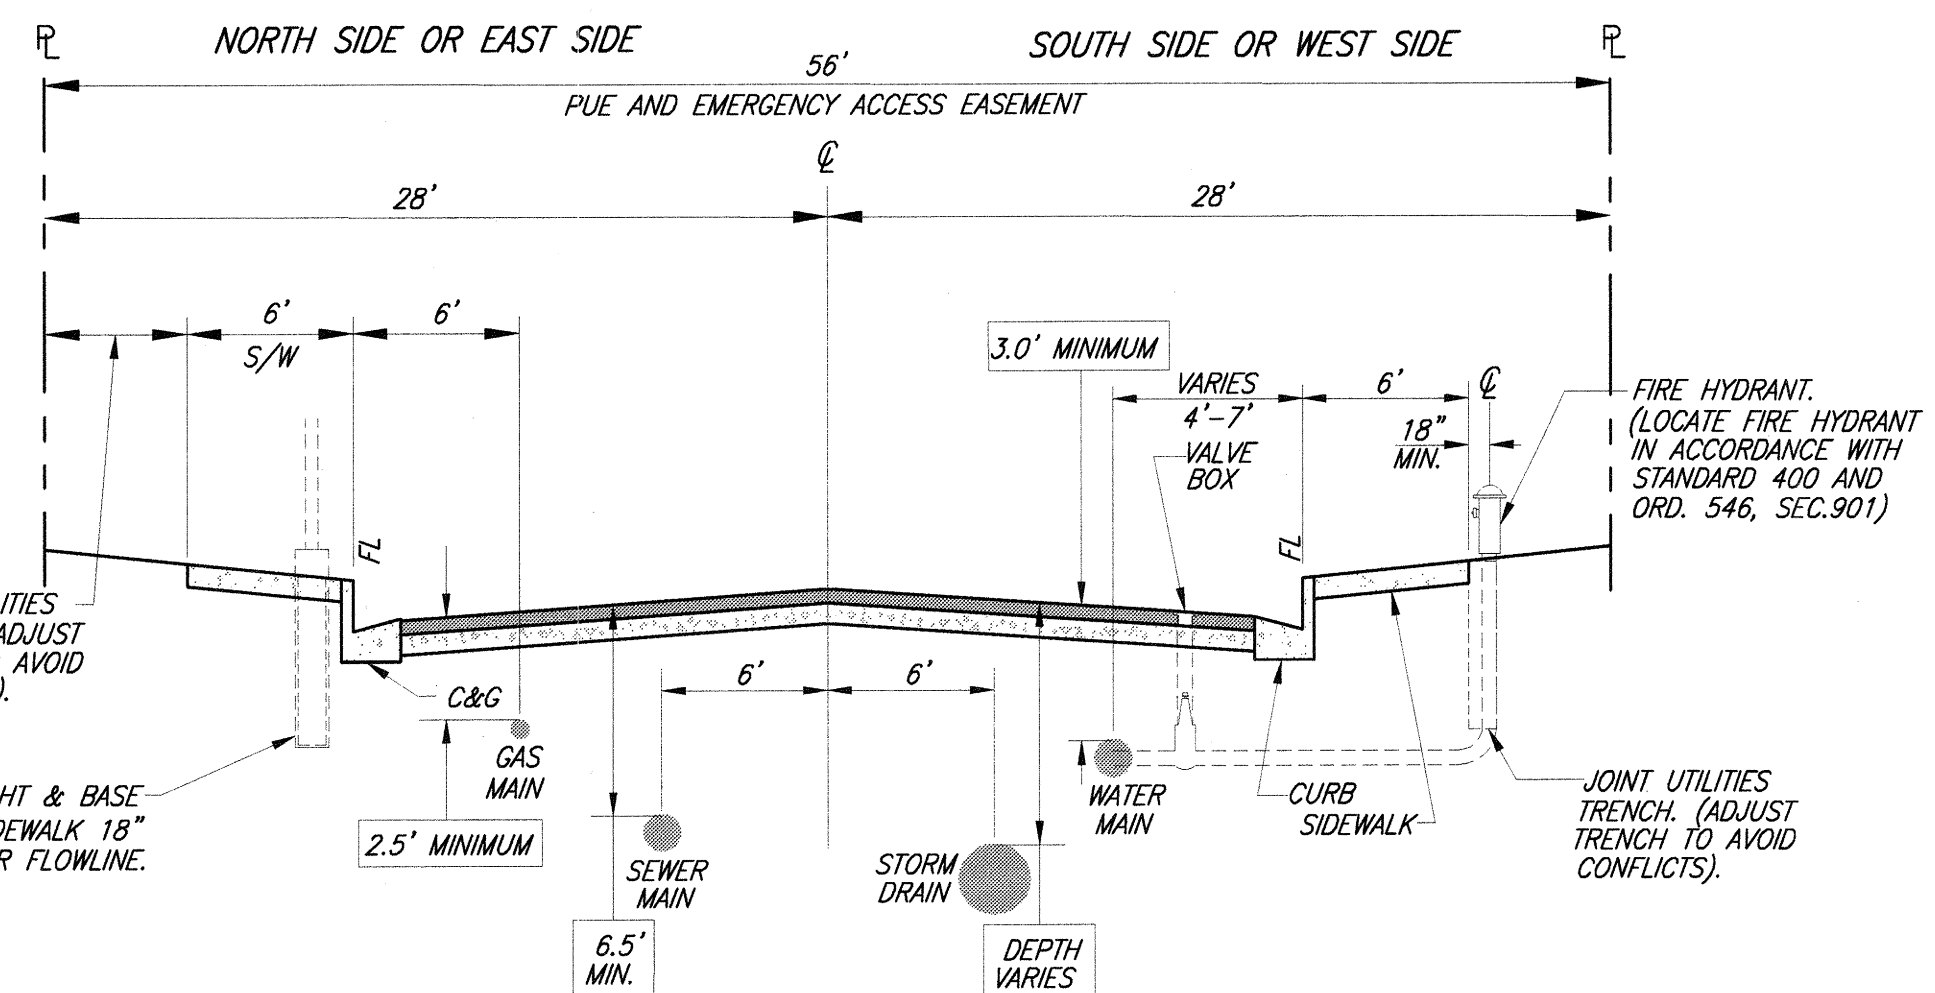 PL
NORTH SIDE OR EAST SIDE
SOUTH SIDE OR WEST SIDE
PL
56'
PUE AND EMERGENCY ACCESS EASEMENT
CL
28'
28'
6'
S/W
6'
3.0' MINIMUM
VARIES
4'-7'
VALVE
BOX
6'
CL
18"
MIN.
FIRE HYDRANT.
(LOCATE FIRE HYDRANT
IN ACCORDANCE WITH
STANDARD 400 AND
ORD. 546, SEC.901)
FL
FL
ITIES
ADJUST
AVOID
).
C&G
6'
6'
GAS
MAIN
HT & BASE
DEWALK 18"
R FLOWLINE.
2.5' MINIMUM
SEWER
MAIN
6.5'
MIN.
STORM
DRAIN
DEPTH
VARIES
WATER
MAIN
CURB
SIDEWALK
JOINT UTILITIES
TRENCH. (ADJUST
TRENCH TO AVOID
CONFLICTS).